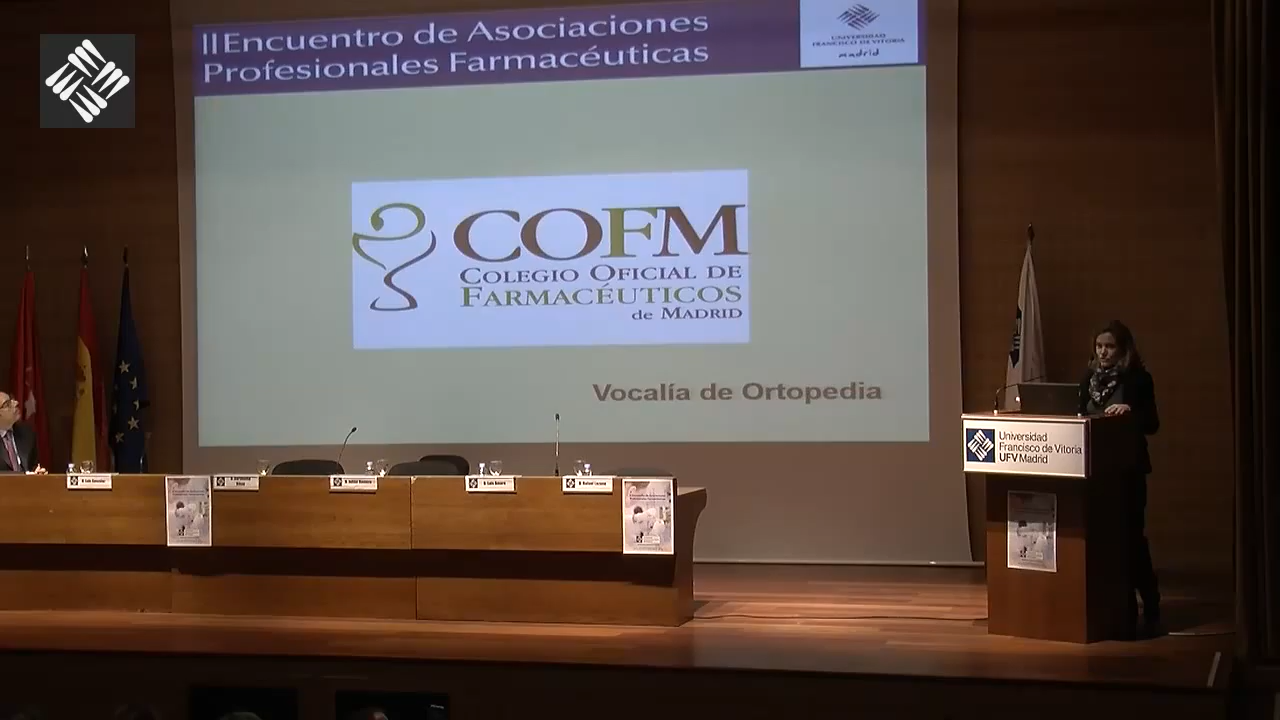 II Encuentro de Asociaciones
Profesionales Farmacéuticas
UNIVERSIDAD
FRANCISCO DE VITORIA
madrid
COFM
COLEGIO OFICIAL DE
FARMACÉUTICOS
de MADRID
Vocalía de Ortopedia
Universidad
Francisco de Vitoria
UFV Madrid